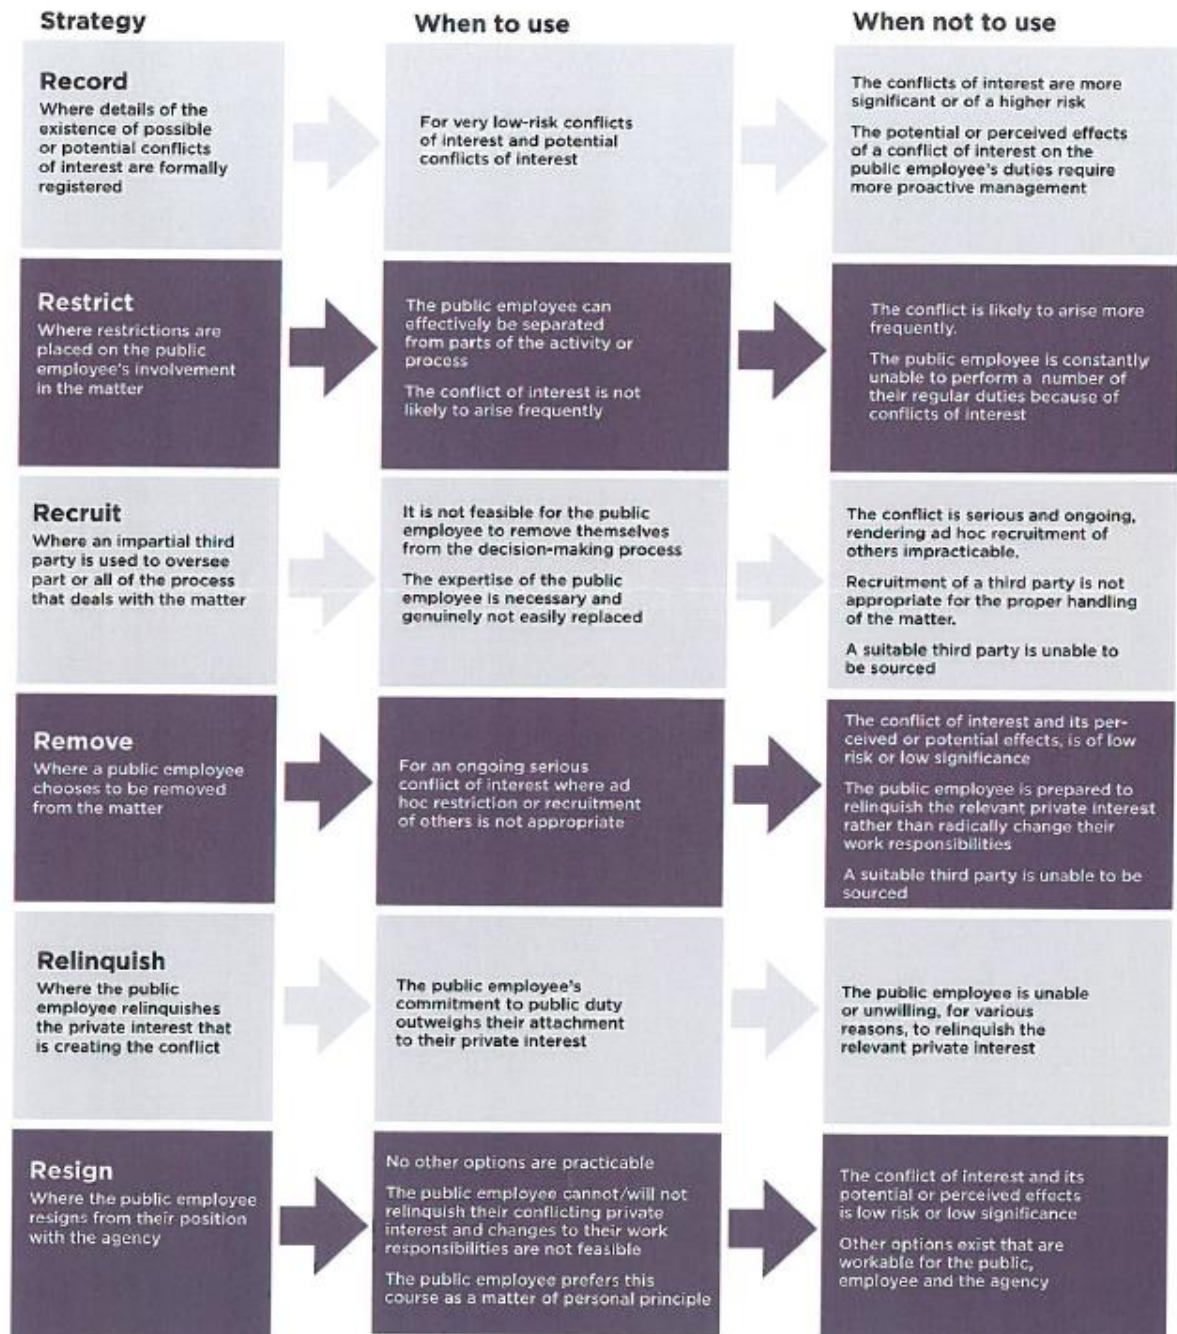 Strategy
When to use
When not to use
Record
Where details of the
existence of possible
or potential conflicts
of interest are formally
registered
For very low-risk conflicts
of interest and potential
conflicts of interest
The conflicts of interest are more
significant or of a higher risk
The potential or perceived effects
of a conflict of interest on the
public employee's duties require
more proactive management
Restrict
Where restrictions are
placed on the public
employee's involvement
in the matter
The public employee can
effectively be separated
from parts of the activity or
process
The conflict of interest is not
likely to arise frequently
The conflict is likely to arise more
frequently.
The public employee is constantly
unable to perform a number of
their regular duties because of
conflicts of interest
Recruit
Where an impartial third
party is used to oversee
part or all of the process
that deals with the matter
It is not feasible for the public
employee to remove themselves
from the decision-making process
The expertise of the public
employee is necessary and
genuinely not easily replaced
The conflict is serious and ongoing,
rendering ad hoc recruitment of
others impracticable.
Recruitment of a third party is not
appropriate for the proper handling
of the matter.
A suitable third party is unable to
be sourced
Remove
Where a public employee
chooses to be removed
from the matter
For an ongoing serious
conflict of interest where ad
hoc restriction or recruitment
of others is not appropriate
The conflict of interest and its per-
ceived or potential effects, is of low
risk or low significance
The public employee is prepared to
relinquish the relevant private interest
rather than radically change their
work responsibilities
A suitable third party is unable to be
sourced
Relinquish
Where the public
employee relinquishes
the private interest that
is creating the conflict
The public employee's
commitment to public duty
outweighs their attachment
to their private interest
The public employee is unable
or unwilling, for various
reasons, to relinquish the
relevant private interest
Resign
Where the public employee
resigns from their position
with the agency
No other options are practicable
The public employee cannot/will not
relinquish their conflicting private
interest and changes to their work
responsibilities are not feasible
The public employee prefers this
course as a matter of personal principle
The conflict of interest and its
potential or perceived effects
is low risk or low significance
Other options exist that are
workable for the public,
employee and the agency